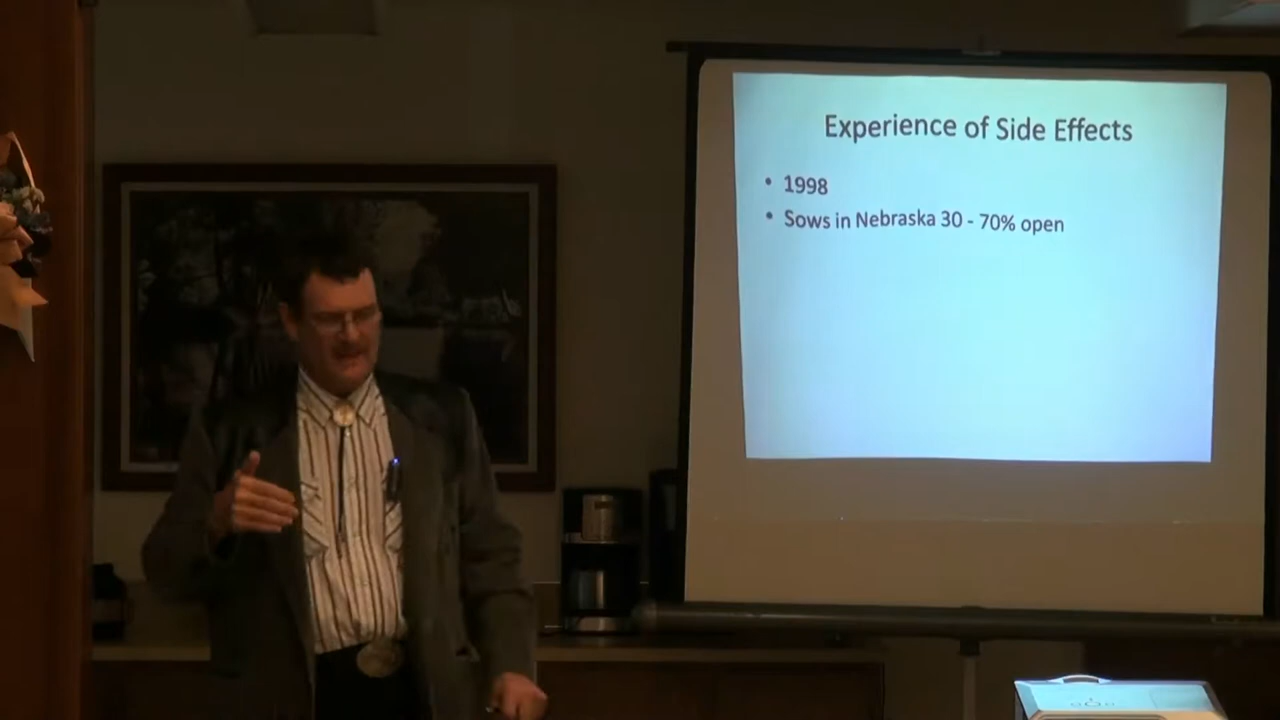 Experience of Side Effects
• 1998
• Sows in Nebraska 30 - 70% open